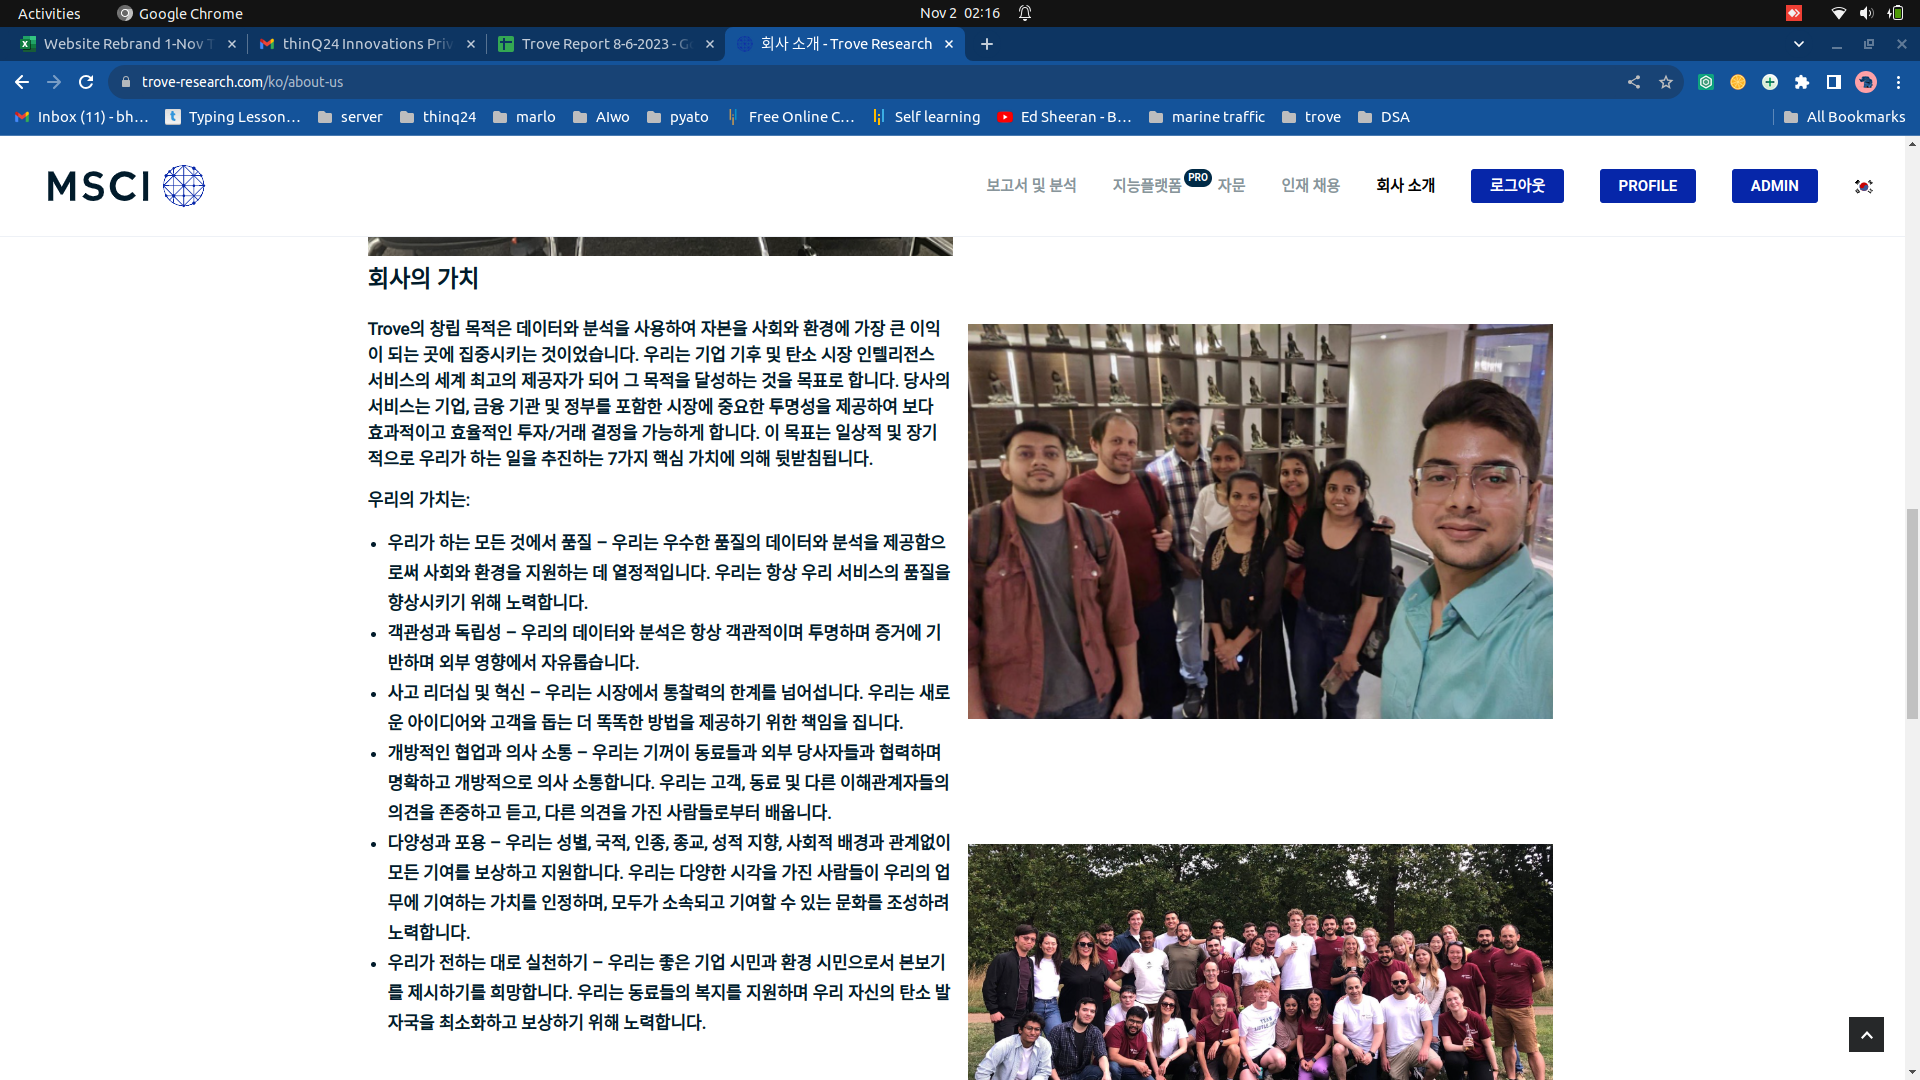 Activities
Google Chrome
Nov 2 02:16
Website Rebrand 1-Nov
thinQ24 Innovations Priv
Trove Report 8-6-2023 - Go
회사 소개 - Trove Research
trove-research.com/ko/about-us
Inbox (11) - bh...
Typing Lesson...
server
thinq24
marlo
AIwo
pyato
Free Online C...
Self learning
Ed Sheeran - B...
marine traffic
trove
DSA
All Bookmarks
MSCI
보고서 및 분석
지능플랫폼 PRO
자문
인재 채용
회사 소개
로그아웃
PROFILE
ADMIN
회사의 가치
Trove의 창립 목적은 데이터와 분석을 사용하여 자본을 사회와 환경에 가장 큰 이익
이 되는 곳에 집중시키는 것이었습니다. 우리는 기업 기후 및 탄소 시장 인텔리전스
서비스의 세계 최고의 제공자가 되어 그 목적을 달성하는 것을 목표로 합니다. 당사의
서비스는 기업, 금융 기관 및 정부를 포함한 시장에 중요한 투명성을 제공하여 보다
효과적이고 효율적인 투자/거래 결정을 가능하게 합니다. 이 목표는 일상적 및 장기
적으로 우리가 하는 일을 추진하는 7가지 핵심 가치에 의해 뒷받침됩니다.
우리의 가치는:
• 우리가 하는 모든 것에서 품질 – 우리는 우수한 품질의 데이터와 분석을 제공함으
로써 사회와 환경을 지원하는 데 열정적입니다. 우리는 항상 우리 서비스의 품질을
향상시키기 위해 노력합니다.
• 객관성과 독립성 – 우리의 데이터와 분석은 항상 객관적이며 투명하며 증거에 기
반하며 외부 영향에서 자유롭습니다.
• 사고 리더십 및 혁신 – 우리는 시장에서 통찰력의 한계를 넘어섭니다. 우리는 새로
운 아이디어와 고객을 돕는 더 똑똑한 방법을 제공하기 위한 책임을 집니다.
• 개방적인 협업과 의사 소통 – 우리는 기꺼이 동료들과 외부 당사자들과 협력하며
명확하고 개방적으로 의사 소통합니다. 우리는 고객, 동료 및 다른 이해관계자들의
의견을 존중하고 듣고, 다른 의견을 가진 사람들로부터 배웁니다.
• 다양성과 포용 – 우리는 성별, 국적, 인종, 종교, 성적 지향, 사회적 배경과 관계없이
모든 기여를 보상하고 지원합니다. 우리는 다양한 시각을 가진 사람들이 우리의 업
무에 기여하는 가치를 인정하며, 모두가 소속되고 기여할 수 있는 문화를 조성하려
노력합니다.
• 우리가 전하는 대로 실천하기 – 우리는 좋은 기업 시민과 환경 시민으로서 본보기
를 제시하기를 희망합니다. 우리는 동료들의 복지를 지원하며 우리 자신의 탄소 발
자국을 최소화하고 보상하기 위해 노력합니다.